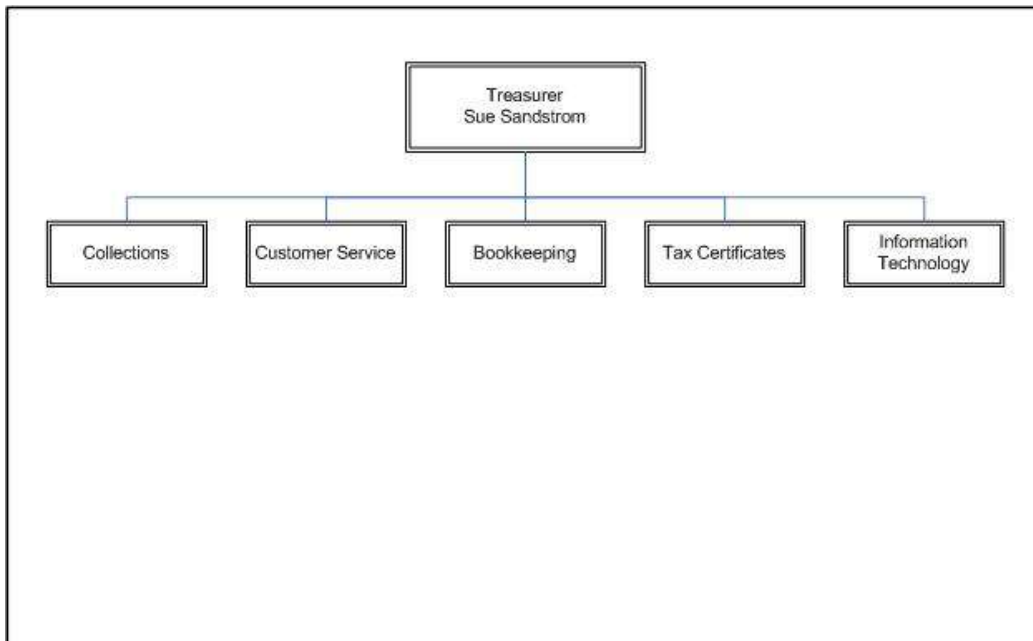 Treasurer
Sue Sandstrom
Collections
Customer Service
Bookkeeping
Tax Certificates
Information
Technology